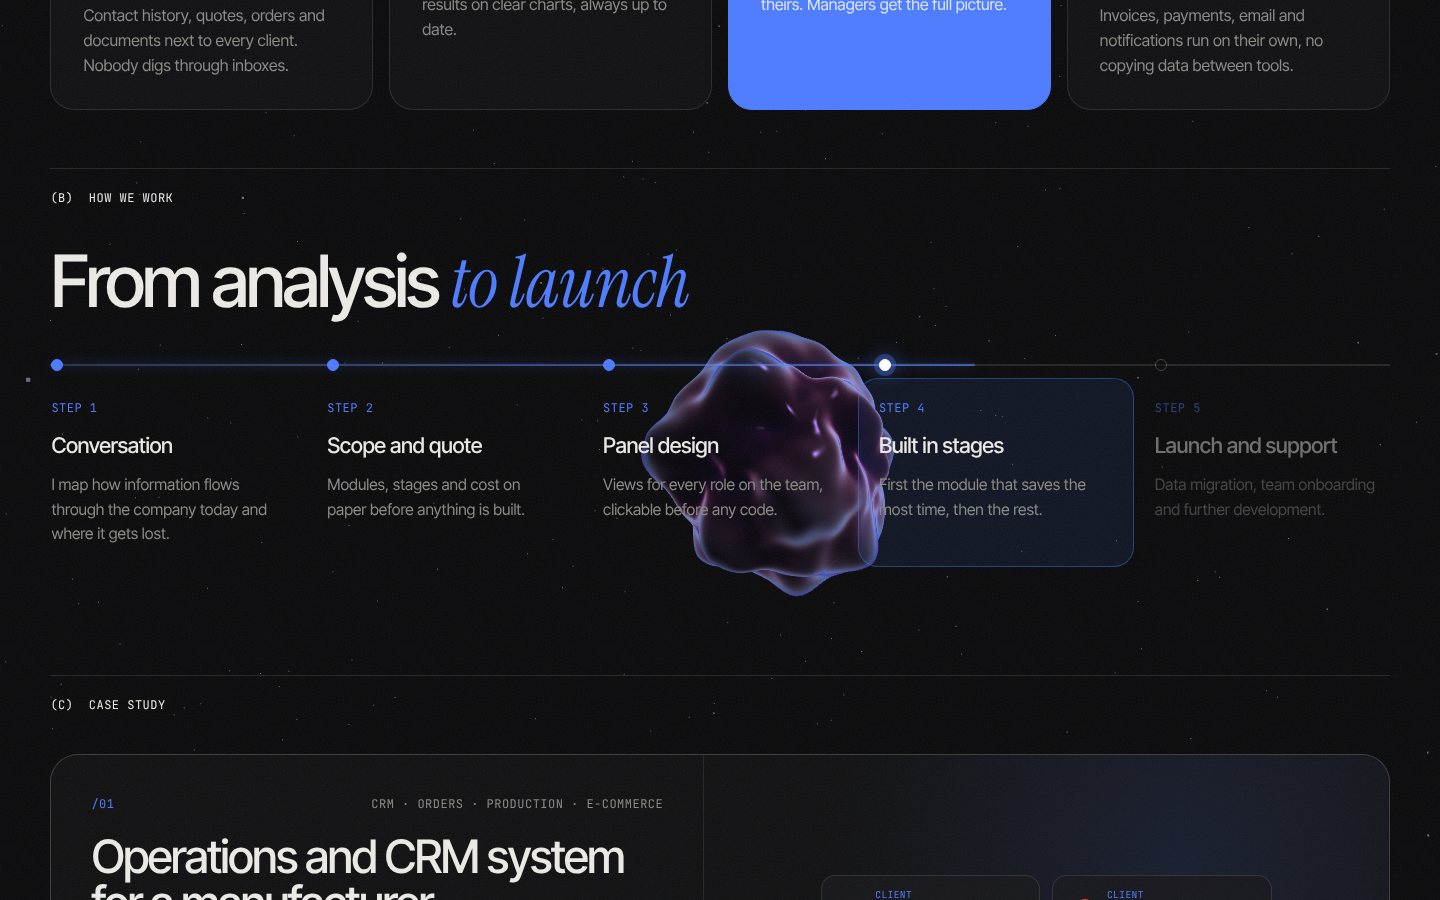 Contact history, quotes, orders and
documents next to every client.
Nobody digs through inboxes.
results on clear charts, always up to
date.
theirs. Managers get the full picture.
Invoices, payments, email and
notifications run on their own, no
copying data between tools.
(B) HOW WE WORK
From analysis to launch
STEP 1
Conversation
I map how information flows
through the company today and
where it gets lost.
STEP 2
Scope and quote
Modules, stages and cost on
paper before anything is built.
STEP 3
Panel design
Views for every role on the team,
clickable before any code.
STEP 4
Built in stages
First the module that saves the
most time, then the rest.
STEP 5
Launch and support
Data migration, team onboarding
and further development.
(C) CASE STUDY
/01
CRM · ORDERS · PRODUCTION · E-COMMERCE
Operations and CRM system
for a manufacturer
CLIENT
CLIENT